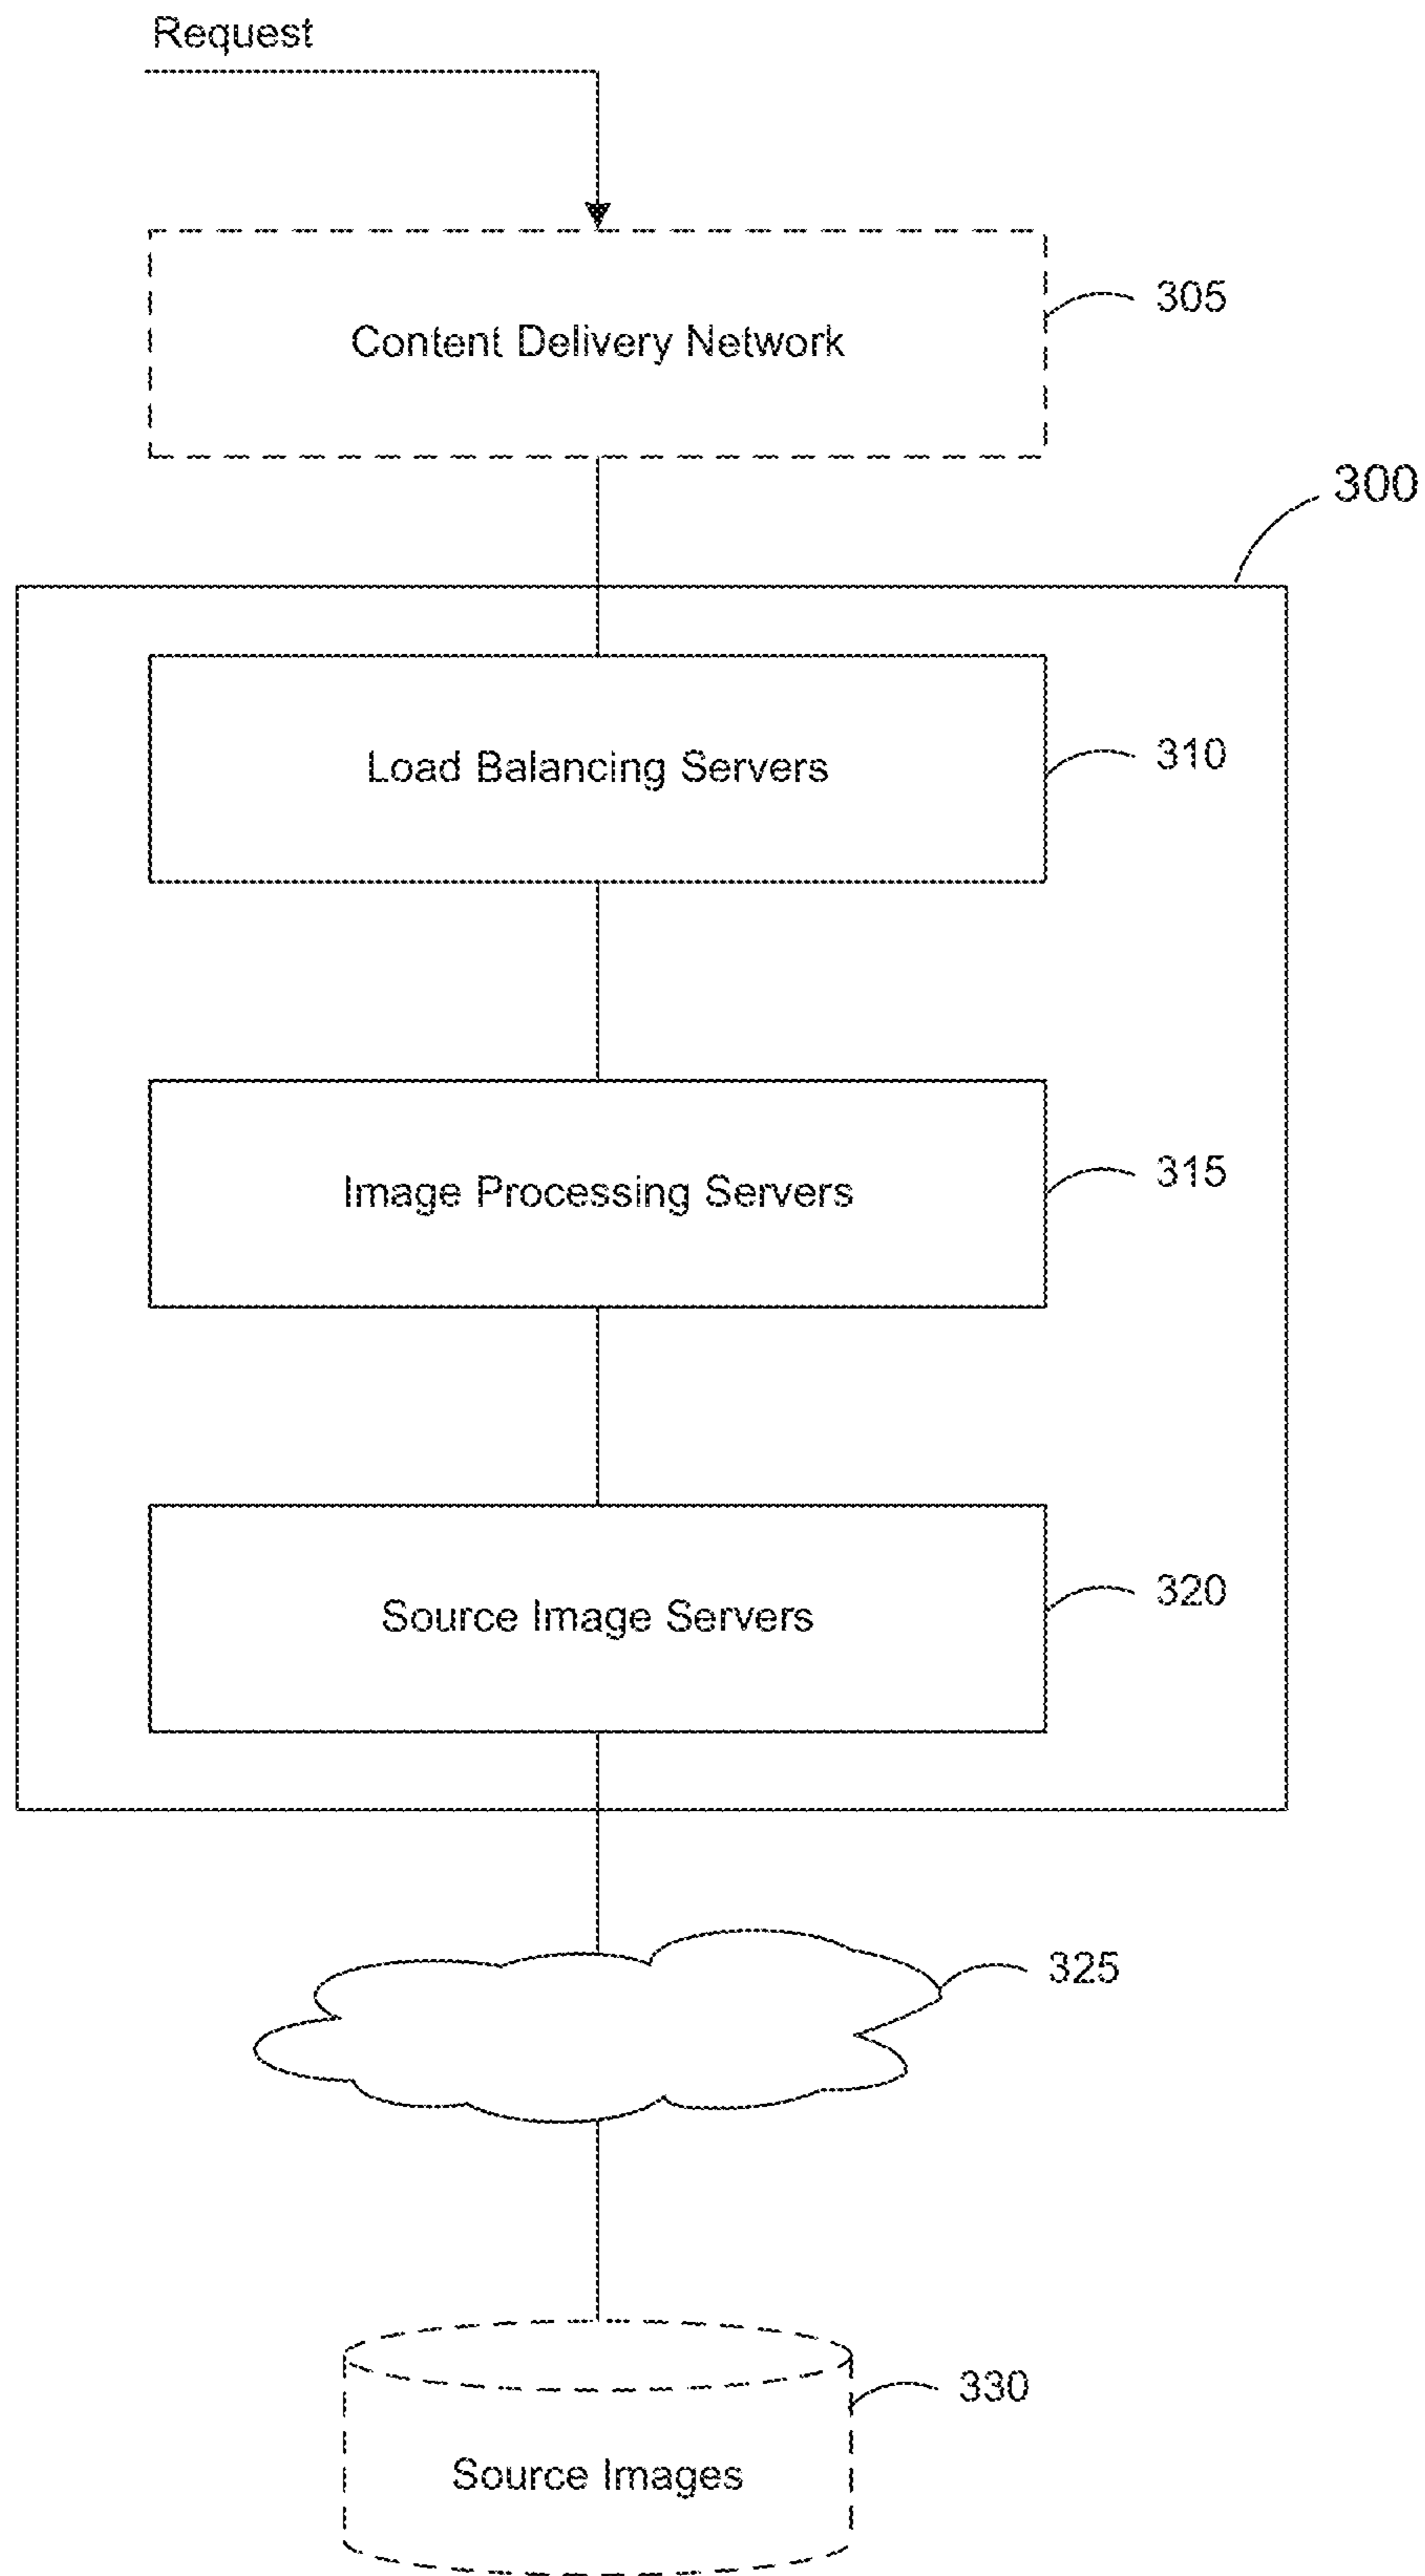 Request
Content Delivery Network
305
300
Load Balancing Servers
310
Image Processing Servers
315
Source Image Servers
320
325
330
Source Images